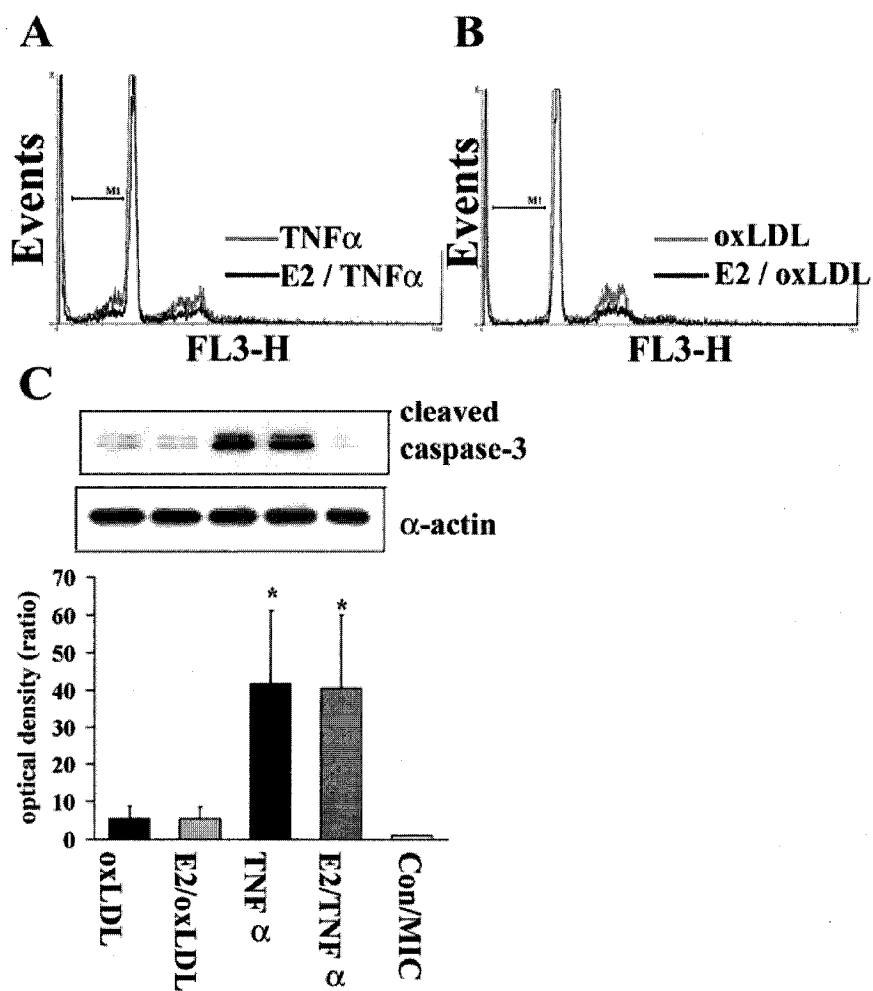 A
Events
M1
TNFα
E2 / TNFα
FL3-H
B
Events
M1
oxLDL
E2 / oxLDL
FL3-H
C
cleaved
caspase-3
α-actin
optical density (ratio)
70
60
50
40
30
20
10
0
*
*
oxLDL
E2/oxLDL
TNF α
E2/TNF α
Con/MIC